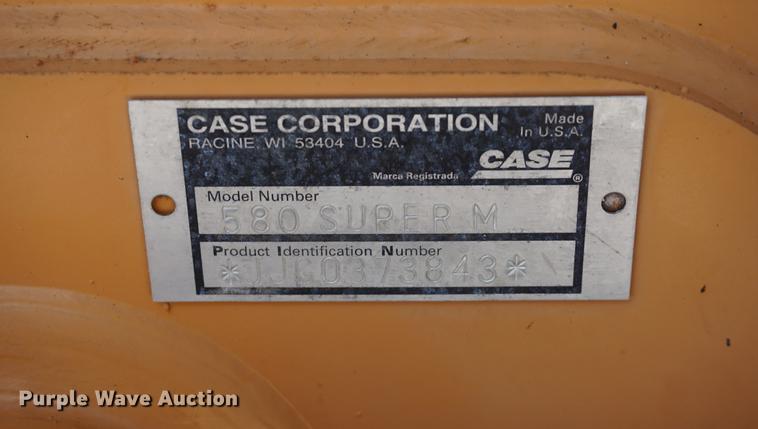 CASE CORPORATION
Made
In U.S.A.
RACINE, WI 53404 U.S.A.
CASE
®
Marca Registrada
Model Number
580 SUPER M
Product Identification Number
*JJG0373843*
Purple Wave Auction